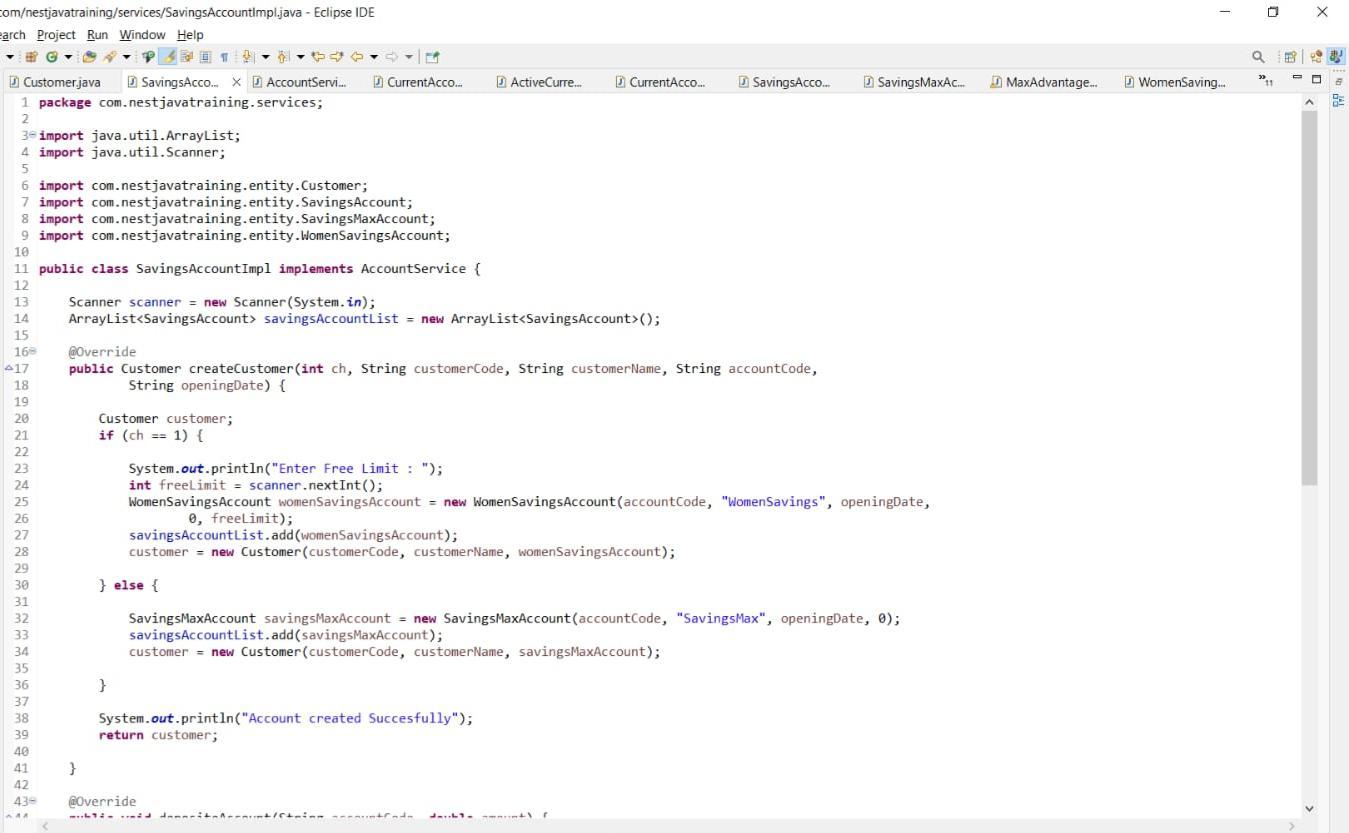 com/nestjavatraining/services/SavingsAccountImpl.java - Eclipse IDE
earch Project Run Window Help
Customer.java SavingsAcco... AccountServi... CurrentAcco... ActiveCurre... CurrentAcco... SavingsAcco... SavingsMaxAc... MaxAdvantage... WomenSaving... »11
1 package com.nestjavatraining.services;
2
3 import java.util.ArrayList;
4 import java.util.Scanner;
5
6 import com.nestjavatraining.entity.Customer;
7 import com.nestjavatraining.entity.SavingsAccount;
8 import com.nestjavatraining.entity.SavingsMaxAccount;
9 import com.nestjavatraining.entity.WomenSavingsAccount;
10
11 public class SavingsAccountImpl implements AccountService {
12
13 Scanner scanner = new Scanner(System.in);
14 ArrayList<SavingsAccount> savingsAccountList = new ArrayList<SavingsAccount>();
15
16 @Override
17 public Customer createCustomer(int ch, String customerCode, String customerName, String accountCode,
18 String openingDate) {
19
20 Customer customer;
21 if (ch == 1) {
22
23 System.out.println("Enter Free Limit : ");
24 int freeLimit = scanner.nextInt();
25 WomenSavingsAccount womenSavingsAccount = new WomenSavingsAccount(accountCode, "WomenSavings", openingDate,
26 0, freeLimit);
27 savingsAccountList.add(womenSavingsAccount);
28 customer = new Customer(customerCode, customerName, womenSavingsAccount);
29
30 } else {
31
32 SavingsMaxAccount savingsMaxAccount = new SavingsMaxAccount(accountCode, "SavingsMax", openingDate, 0);
33 savingsAccountList.add(savingsMaxAccount);
34 customer = new Customer(customerCode, customerName, savingsMaxAccount);
35
36 }
37
38 System.out.println("Account created Succesfully");
39 return customer;
40
41 }
42
43 @Override
44 public void depositeAccount(String accountCode, double amount) {